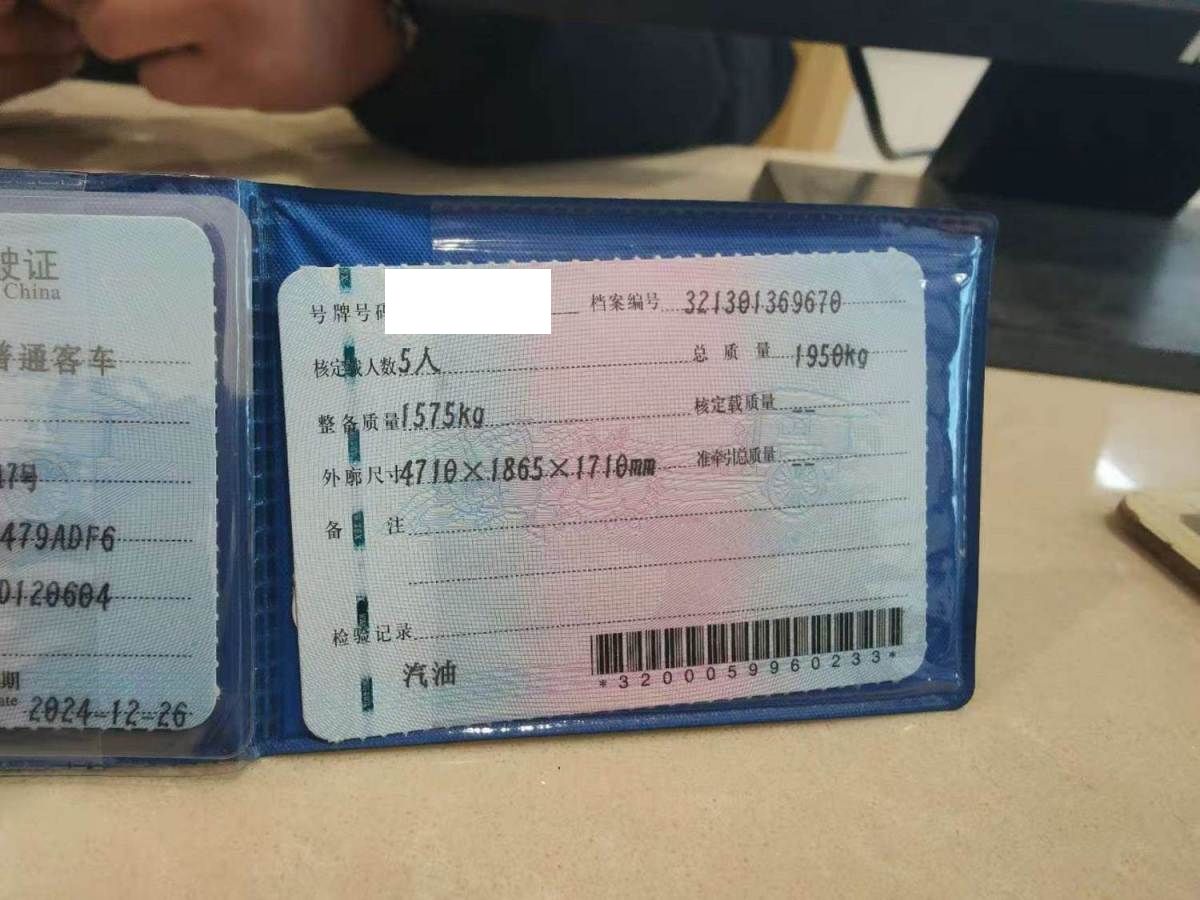 驶证
China
普通客车
17号
479ADF6
D120604
期
ate 2024-12-26
号牌号码
档案编号 321301369670
核定载人数 5人
总质量 1950kg
整备质量 1575kg
核定载质量 --
外廓尺寸 4710×1865×1710mm
准牵引总质量 --
备注
检验记录
汽油
*3200059960233*